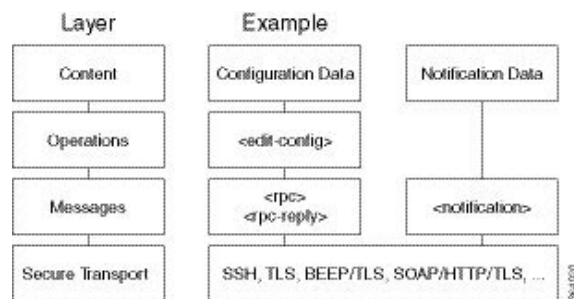 Layer Example
Content Configuration Data Notification Data
Operations <edit-config>
Messages <rpc> <notification>
<rpc-reply>
Secure Transport SSH, TLS, BEEP/TLS, SOAP/HTTP/TLS, ...